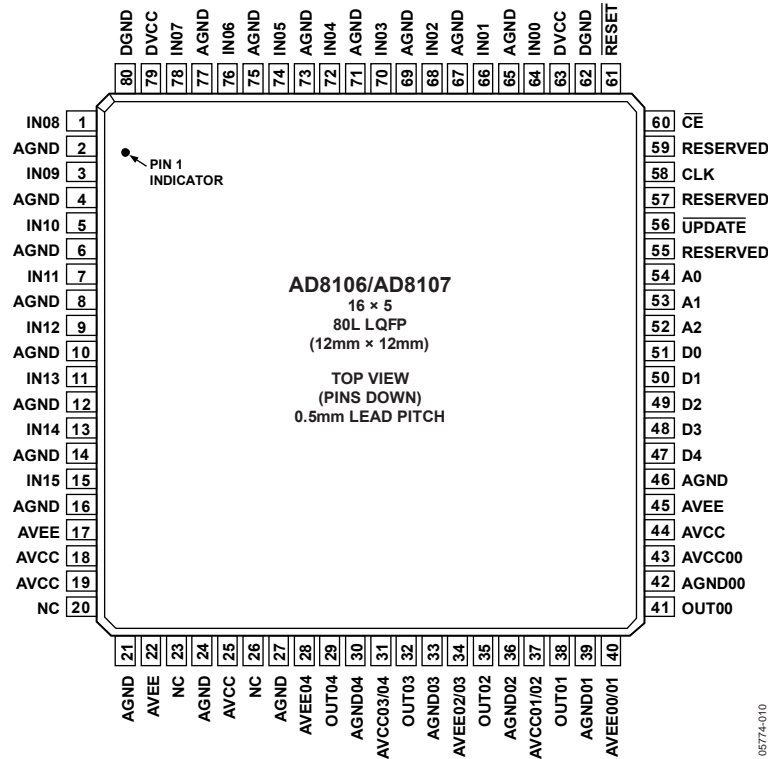 DGND DVCC IN07 AGND IN06 AGND IN05 AGND IN04 AGND IN03 AGND IN02 AGND IN01 AGND IN00 DVCC DGND RESET
80 79 78 77 76 75 74 73 72 71 70 69 68 67 66 65 64 63 62 61
IN08 1
AGND 2
IN09 3
AGND 4
IN10 5
AGND 6
IN11 7
AGND 8
IN12 9
AGND 10
IN13 11
AGND 12
IN14 13
AGND 14
IN15 15
AGND 16
AVEE 17
AVCC 18
AVCC 19
NC 20
PIN 1
INDICATOR
AD8106/AD8107
16 × 5
80L LQFP
(12mm × 12mm)
TOP VIEW
(PINS DOWN)
0.5mm LEAD PITCH
60 CE
59 RESERVED
58 CLK
57 RESERVED
56 UPDATE
55 RESERVED
54 A0
53 A1
52 A2
51 D0
50 D1
49 D2
48 D3
47 D4
46 AGND
45 AVEE
44 AVCC
43 AVCC00
42 AGND00
41 OUT00
21 22 23 24 25 26 27 28 29 30 31 32 33 34 35 36 37 38 39 40
AGND AVEE NC AGND AVCC NC AGND AVEE04 OUT04 AGND04 AVCC03/04 OUT03 AGND03 AVEE02/03 OUT02 AGND02 AVCC01/02 OUT01 AGND01 AVEE00/01
05774-010